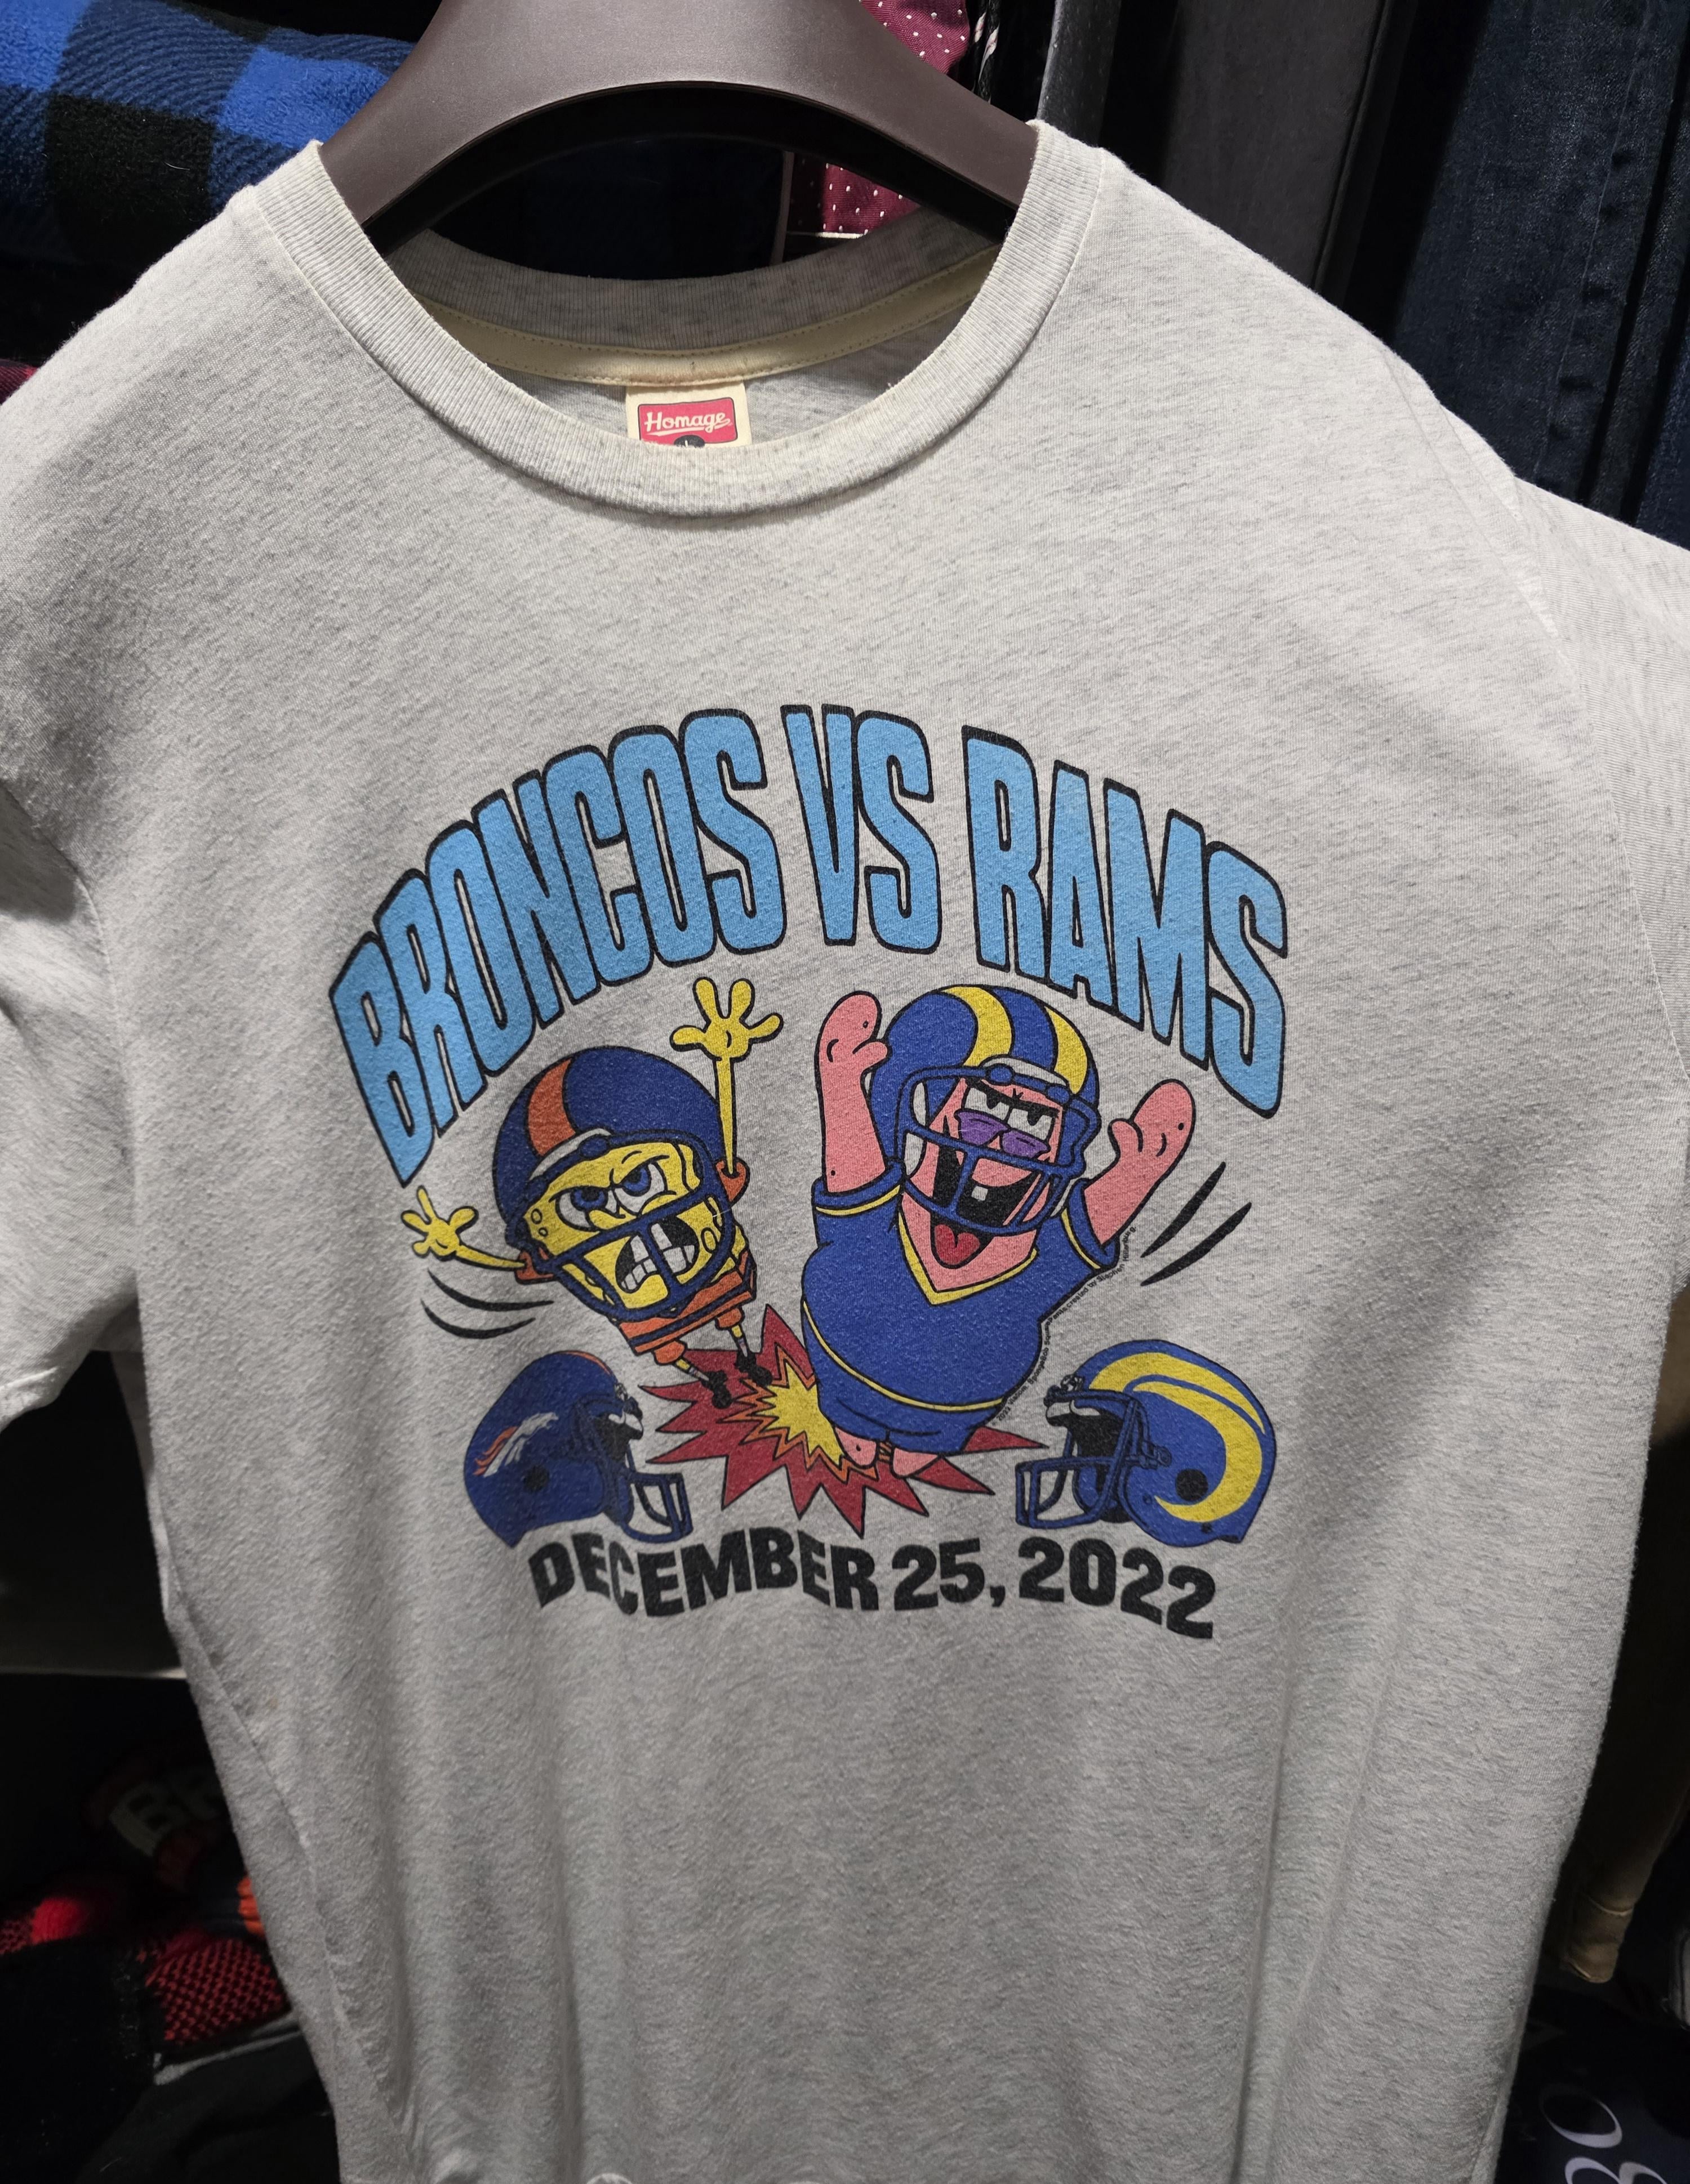 Homage
BRONCOS VS RAMS
DECEMBER 25, 2022